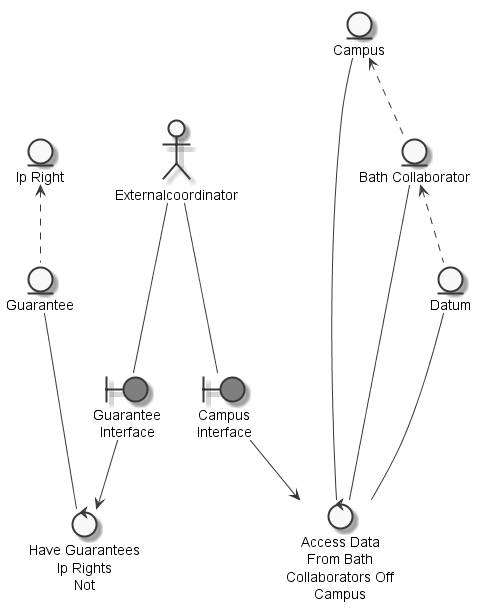 Campus
Ip Right
Externalcoordinator
Bath Collaborator
Guarantee
Datum
Guarantee
Interface
Campus
Interface
Have Guarantees
Ip Rights
Not
Access Data
From Bath
Collaborators Off
Campus